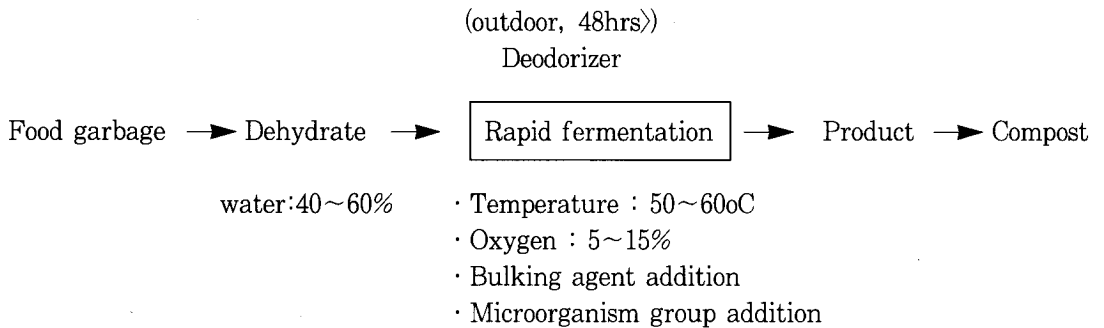 (outdoor, 48hrs〉)
Deodorizer
Food garbage → Dehydrate → Rapid fermentation → Product → Compost
water:40~60%
· Temperature : 50~60oC
· Oxygen : 5~15%
· Bulking agent addition
· Microorganism group addition